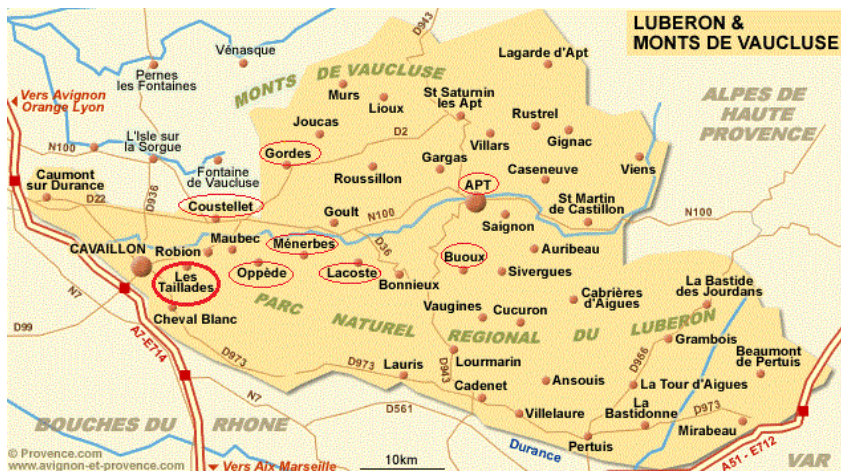 LUBERON &
MONTS DE VAUCLUSE
D943
Vénasque
Pernes
les Fontaines
Lagarde d'Apt
MONTS DE VAUCLUSE
Vers Avignon
Orange Lyon
Murs
Lioux
St Saturnin
les Apt
ALPES DE
HAUTE
PROVENCE
Joucas
Rustrel
D2
L'Isle sur
la Sorgue
Villars
Gignac
N100
Gordes
Fontaine
de Vaucluse
Gargas
Viens
Caumont
sur Durance
D936
Roussillon
Caseneuve
APT
D22
Coustellet
St Martin
de Castillon
Goult
N100
Saignon
N100
Maubec
Ménerbes
D36
CAVAILLON
Robion
Auribeau
Buoux
Les
Taillades
Oppède
Lacoste
Bonnieux
Sivergues
La Bastide
des Jourdans
N7
PARC NATUREL REGIONAL DU LUBERON
Cabrières
d'Aigues
Vaugines
Cucuron
Cheval Blanc
D99
A7-E714
Grambois
D956
D973
D973
Lauris
D943
Lourmarin
Beaumont
de Pertuis
Ansouis
La Tour d'Aigues
Cadenet
N7
D561
Villelaure
La
Bastidonne
D973
BOUCHES DU RHONE
Mirabeau
Pertuis
Durance
A51 - E712
VAR
© Provence.com
www.avignon-et-provence.com
Vers Aix Marseille
10km